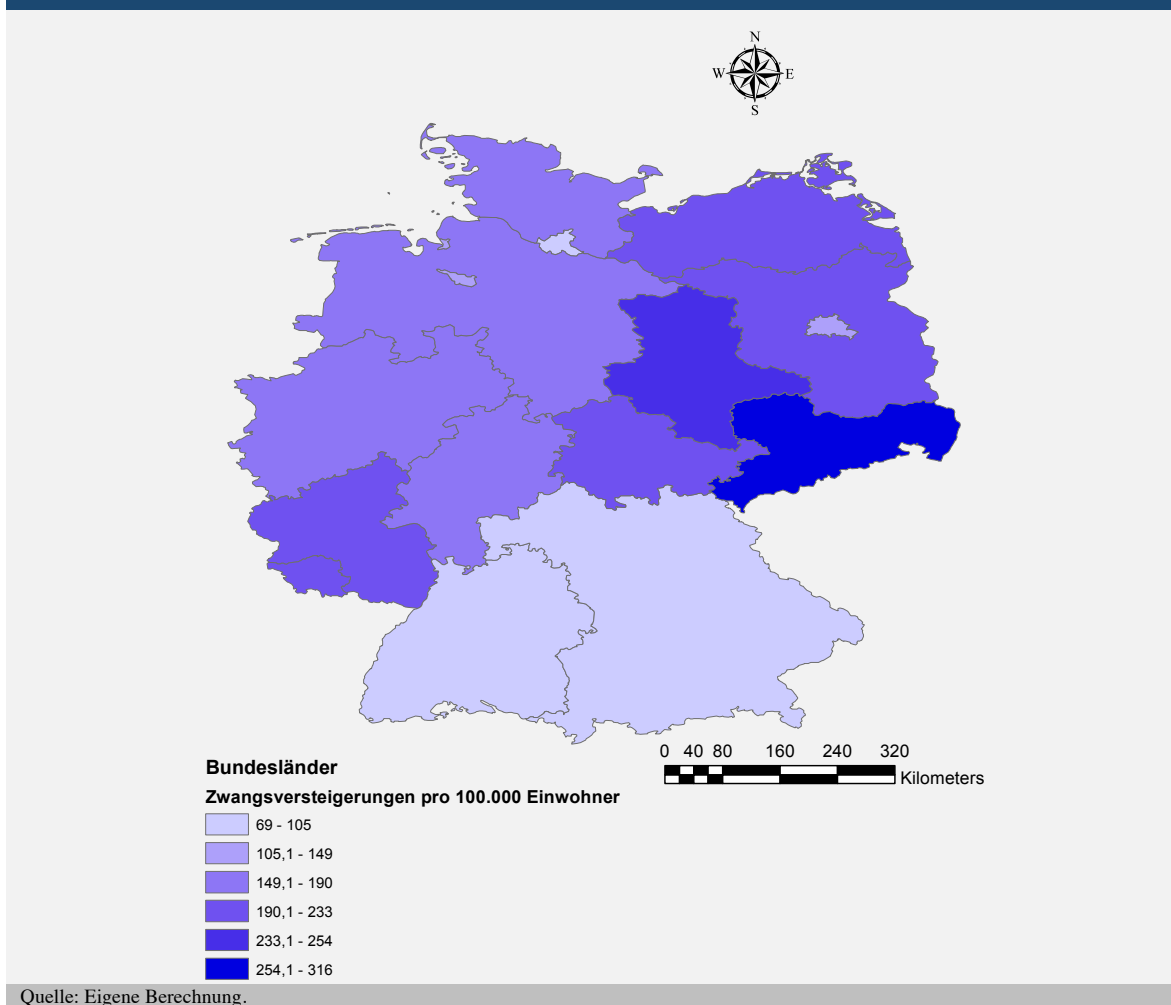 N
W E
S
0 40 80 160 240 320
Kilometers
Bundesländer
Zwangsversteigerungen pro 100.000 Einwohner
69 - 105
105,1 - 149
149,1 - 190
190,1 - 233
233,1 - 254
254,1 - 316
Quelle: Eigene Berechnung.